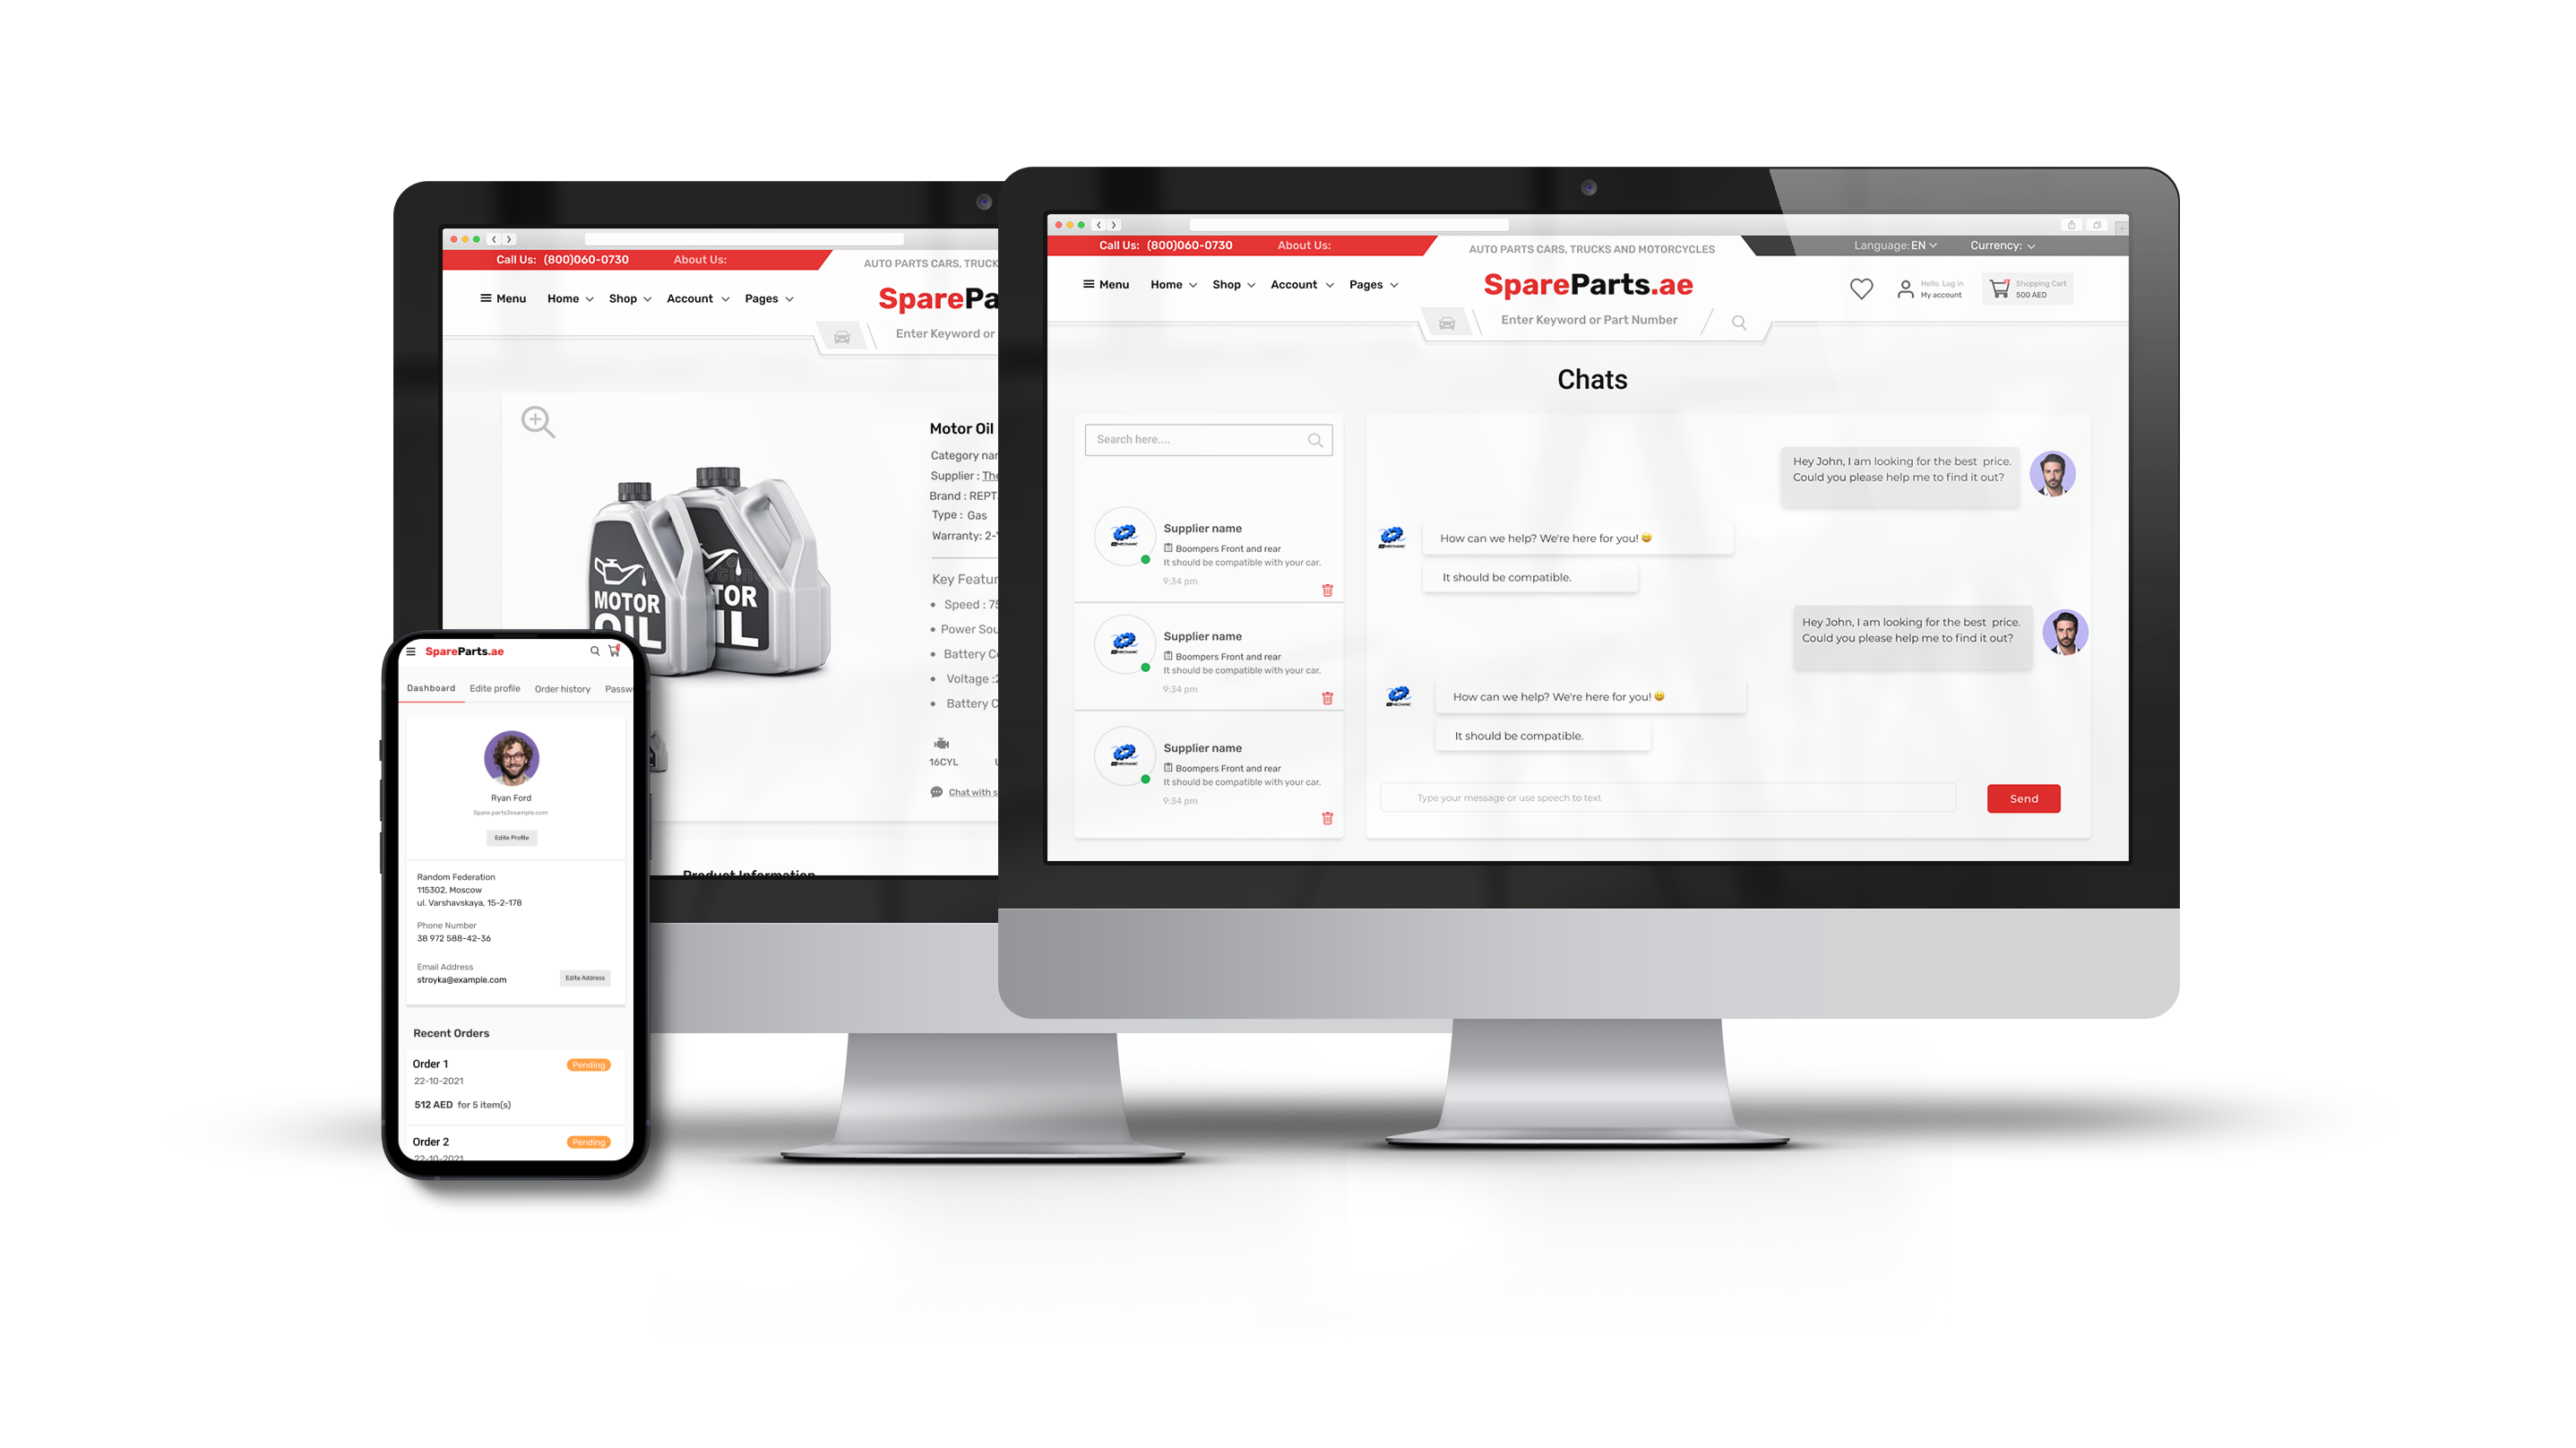 Call Us: (800)060-0730 About Us:
AUTO PARTS CARS, TRUCK
Menu Home Shop Account Pages
SparePa
Enter Keyword or
Motor Oil
Category nar
Supplier : The
Brand : REPT
Type : Gas
Warranty: 2-
Key Featur
Speed : 75
Power Sou
Battery C
Voltage :2
Battery C
16CYL
Chat with s
MOTOR
OIL
TOR
IL
Product Information
Call Us: (800)060-0730 About Us:
AUTO PARTS CARS, TRUCKS AND MOTORCYCLES
Language: EN Currency:
Menu Home Shop Account Pages
SpareParts.ae
Hello. Log in
My account
Shopping Cart
500 AED
Enter Keyword or Part Number
Chats
Search here....
Supplier name
Boompers Front and rear
It should be compatible with your car.
9:34 pm
Supplier name
Boompers Front and rear
It should be compatible with your car.
9:34 pm
Supplier name
Boompers Front and rear
It should be compatible with your car.
9:34 pm
Hey John, I am looking for the best price.
Could you please help me to find it out?
How can we help? We're here for you! 😀
It should be compatible.
Hey John, I am looking for the best price.
Could you please help me to find it out?
How can we help? We're here for you! 😀
It should be compatible.
Type your message or use speech to text
Send
SpareParts.ae
Dashboard Edite profile Order history Passw
Ryan Ford
Spare.parts2example.com
Edite Profile
Random Federation
115302, Moscow
ul. Varshavskaya, 15-2-178
Phone Number
38 972 588-42-36
Email Address
stroyka@example.com
Edite Address
Recent Orders
Order 1
Pending
22-10-2021
512 AED for 5 item(s)
Order 2
Pending
22-10-2021